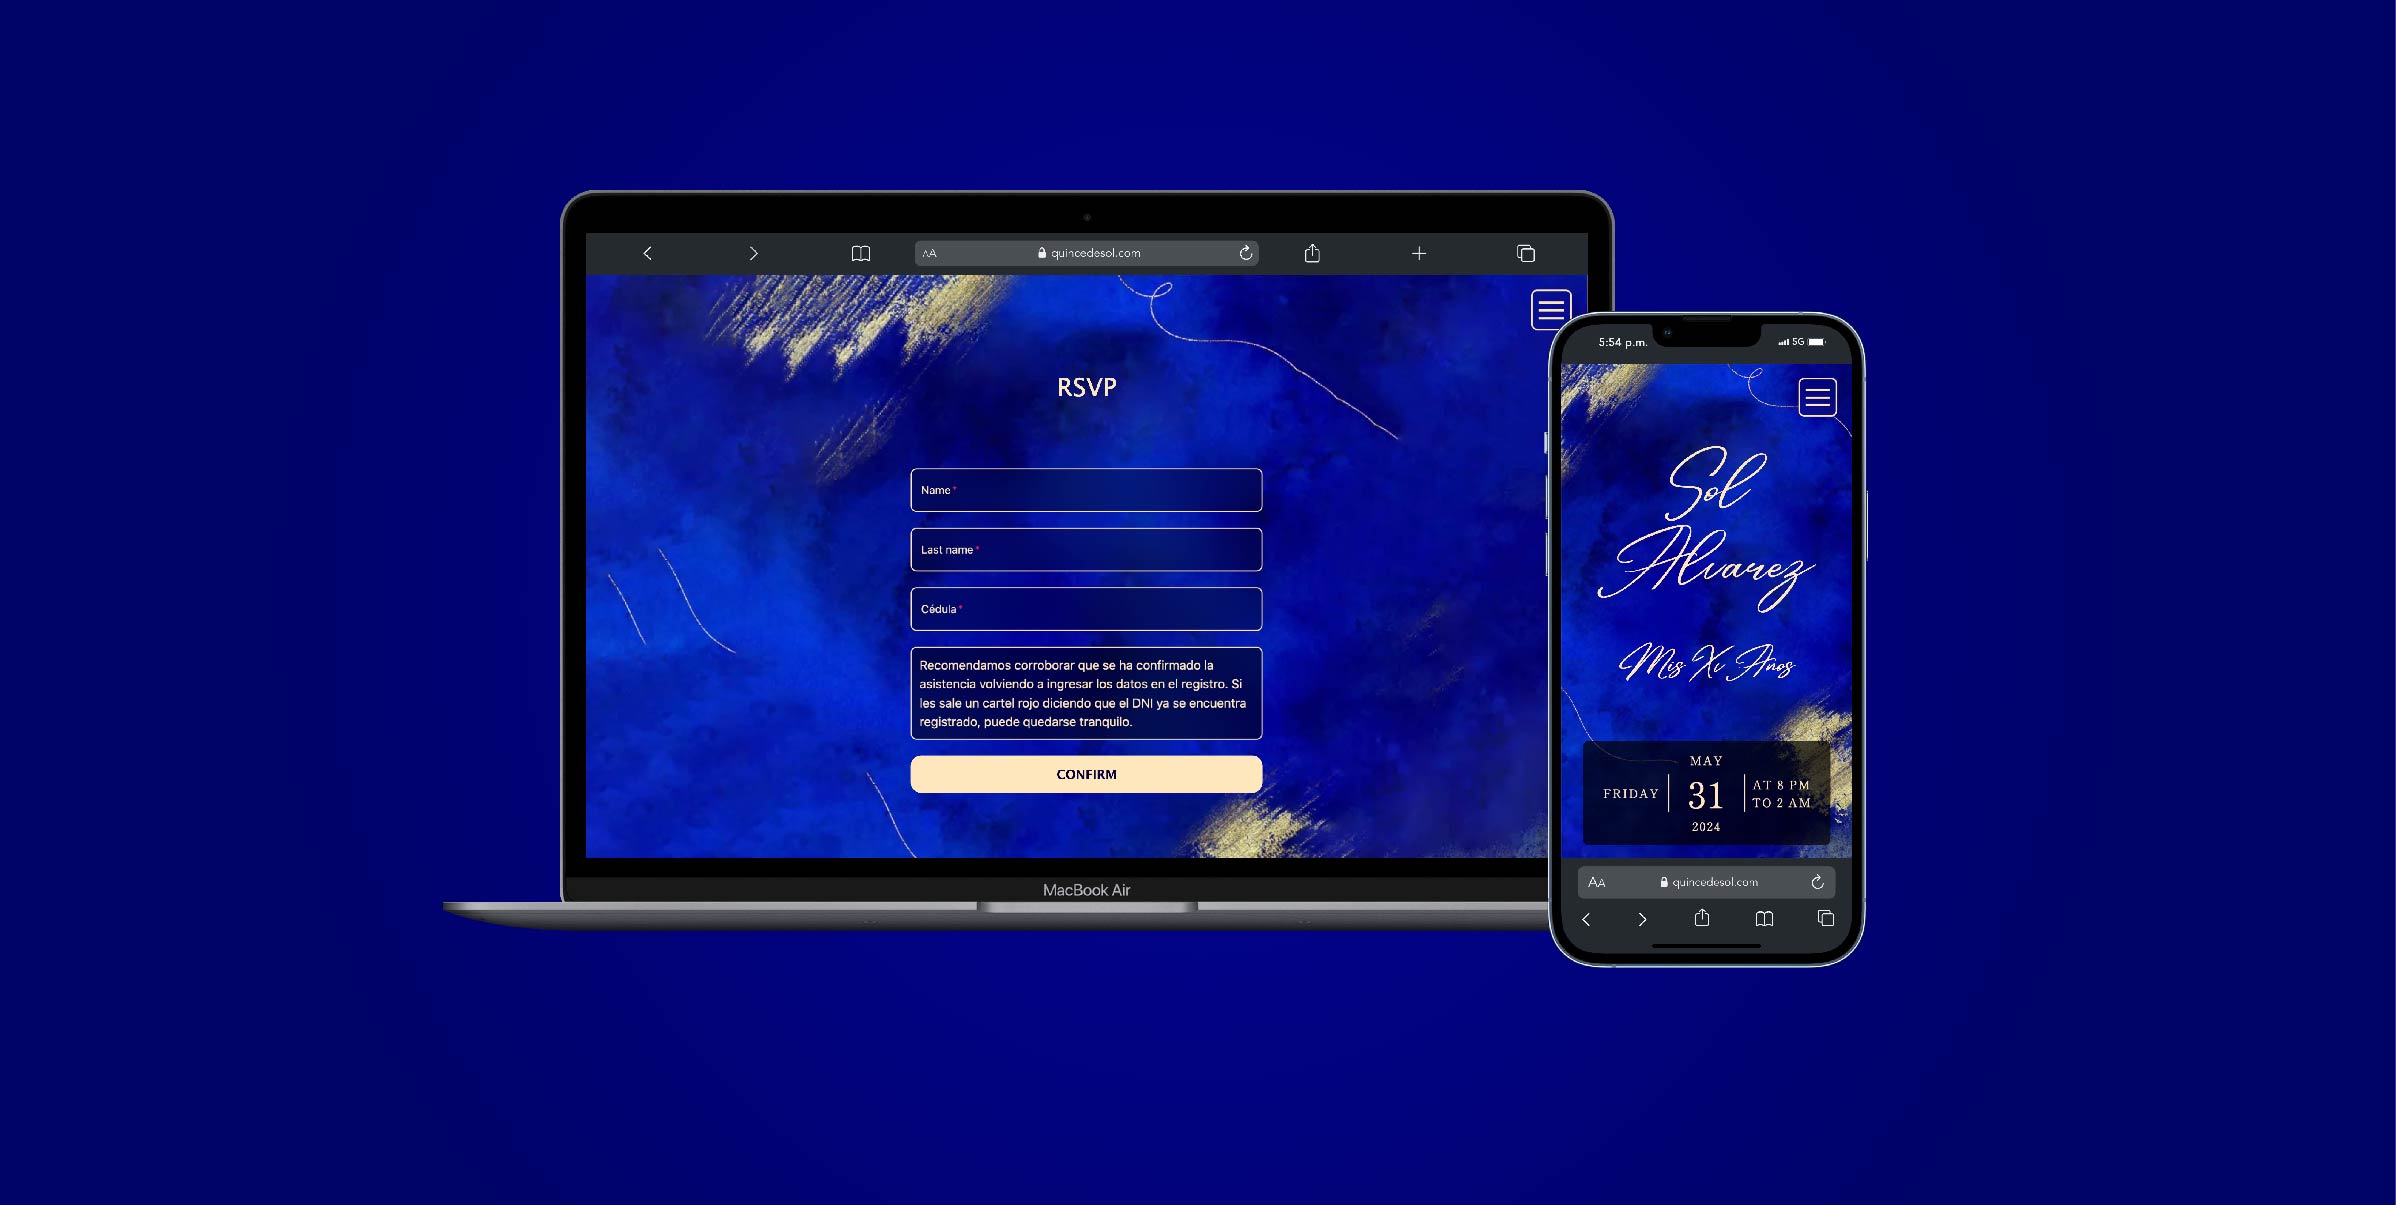 AA quincedesol.com
RSVP
Name *
Last name *
Cédula *
Recomendamos corroborar que se ha confirmado la
asistencia volviendo a ingresar los datos en el registro. Si
les sale un cartel rojo diciendo que el DNI ya se encuentra
registrado, puede quedarse tranquilo.
CONFIRM
MacBook Air
5:54 p.m. 5G
Sol
Alvarez
Mis Xv Años
MAY
FRIDAY 31 AT 8 PM
TO 2 AM
2024
AA quincedesol.com